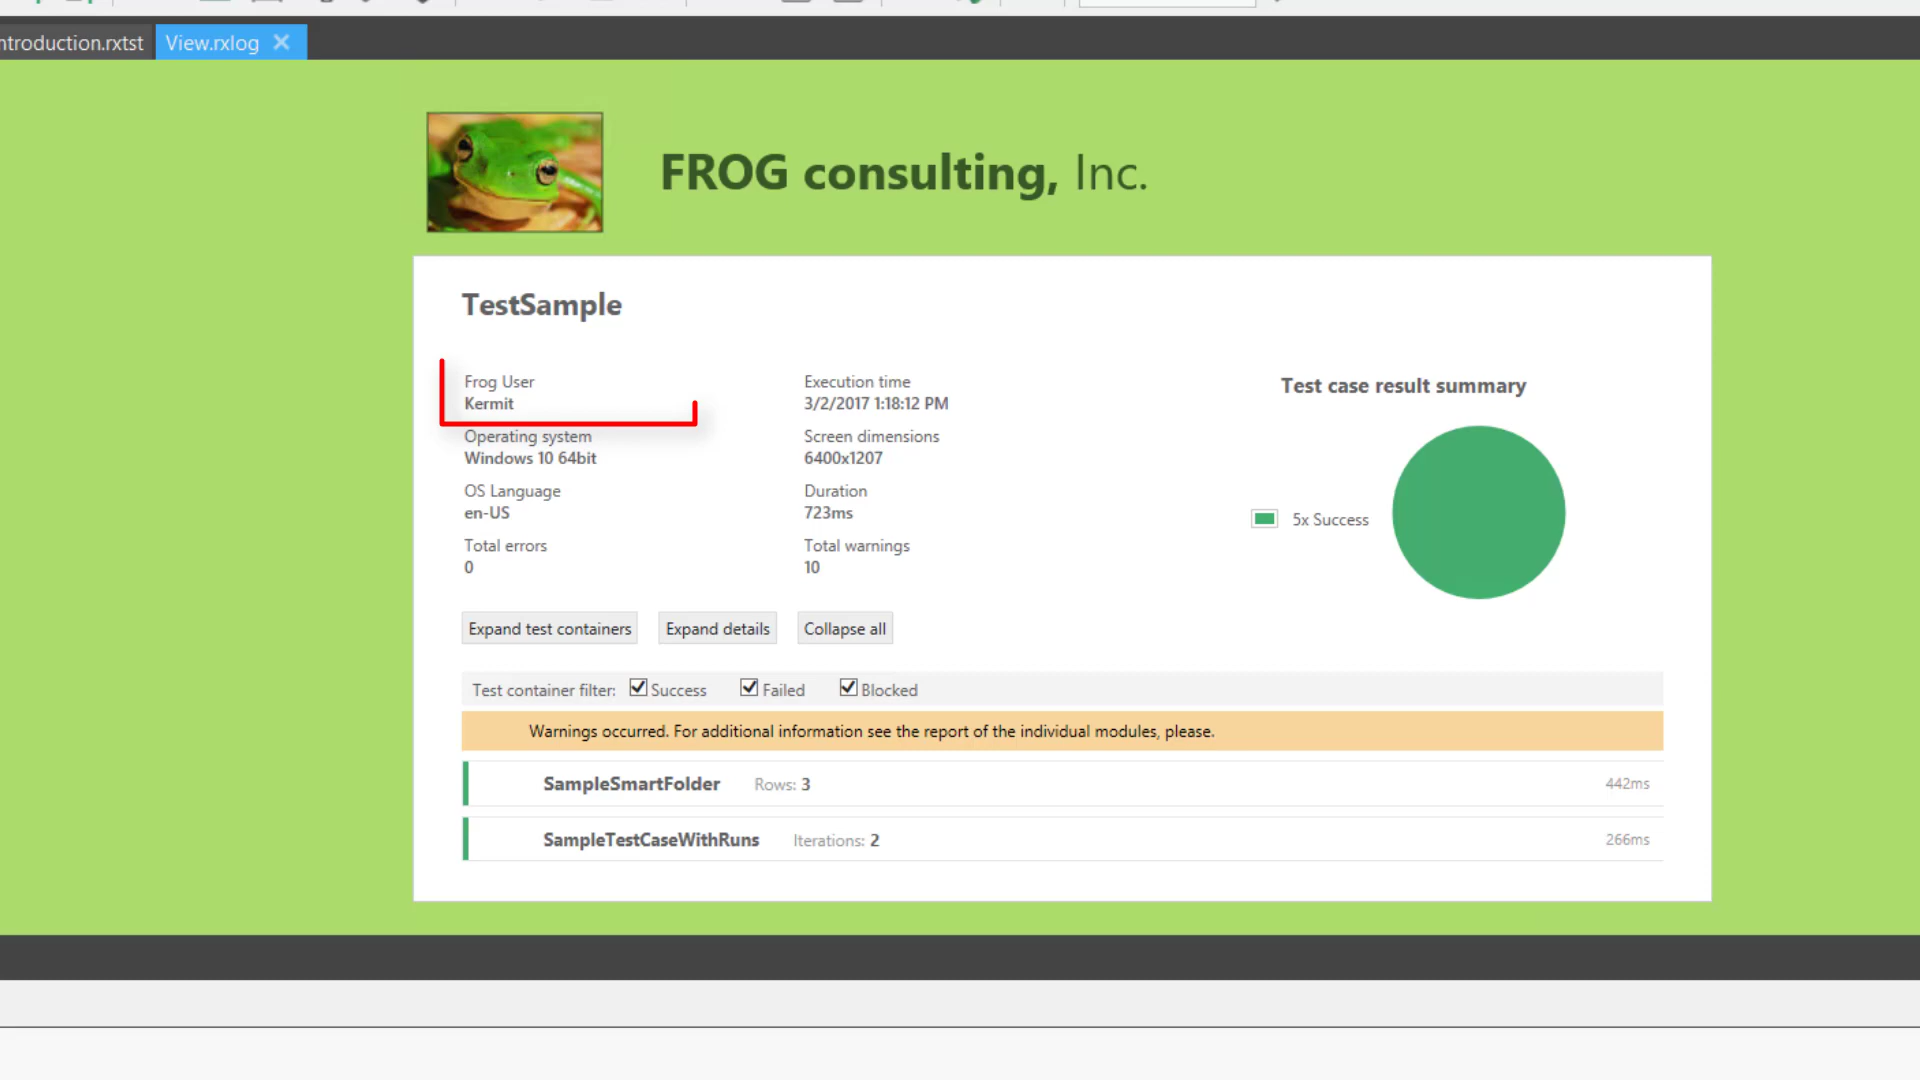 ntroduction.rxtst View.rxlog
FROG consulting, Inc.
TestSample
Frog User
Kermit
Execution time
3/2/2017 1:18:12 PM
Operating system
Windows 10 64bit
Screen dimensions
6400x1207
OS Language
en-US
Duration
723ms
Total errors
0
Total warnings
10
Test case result summary
5x Success
Expand test containers Expand details Collapse all
Test container filter: Success Failed Blocked
Warnings occurred. For additional information see the report of the individual modules, please.
SampleSmartFolder Rows: 3 442ms
SampleTestCaseWithRuns Iterations: 2 266ms